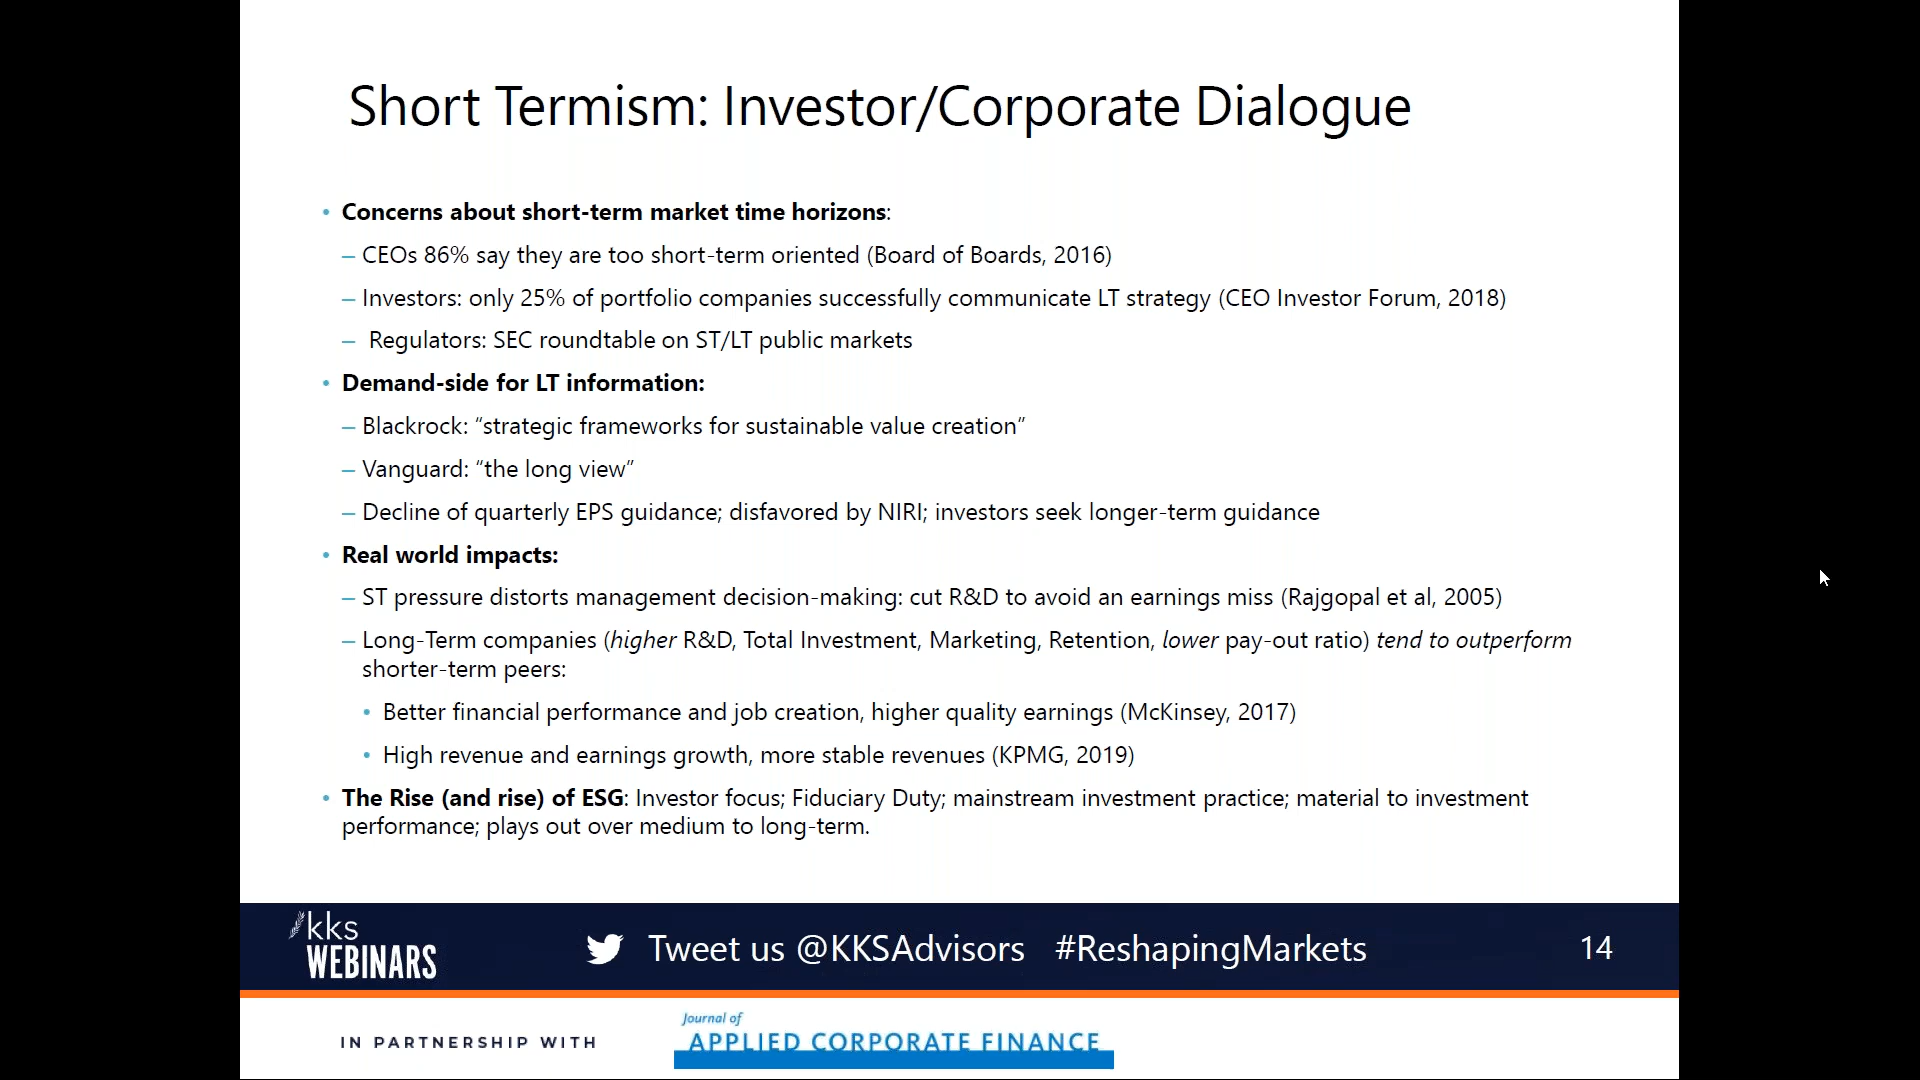 Short Termism: Investor/Corporate Dialogue
• Concerns about short-term market time horizons:
– CEOs 86% say they are too short-term oriented (Board of Boards, 2016)
– Investors: only 25% of portfolio companies successfully communicate LT strategy (CEO Investor Forum, 2018)
– Regulators: SEC roundtable on ST/LT public markets
• Demand-side for LT information:
– Blackrock: “strategic frameworks for sustainable value creation”
– Vanguard: “the long view”
– Decline of quarterly EPS guidance; disfavored by NIRI; investors seek longer-term guidance
• Real world impacts:
– ST pressure distorts management decision-making: cut R&D to avoid an earnings miss (Rajgopal et al, 2005)
– Long-Term companies (higher R&D, Total Investment, Marketing, Retention, lower pay-out ratio) tend to outperform
shorter-term peers:
• Better financial performance and job creation, higher quality earnings (McKinsey, 2017)
• High revenue and earnings growth, more stable revenues (KPMG, 2019)
• The Rise (and rise) of ESG: Investor focus; Fiduciary Duty; mainstream investment practice; material to investment
performance; plays out over medium to long-term.
kks
WEBINARS
Tweet us @KKSAdvisors #ReshapingMarkets
14
IN PARTNERSHIP WITH
Journal of
APPLIED CORPORATE FINANCE